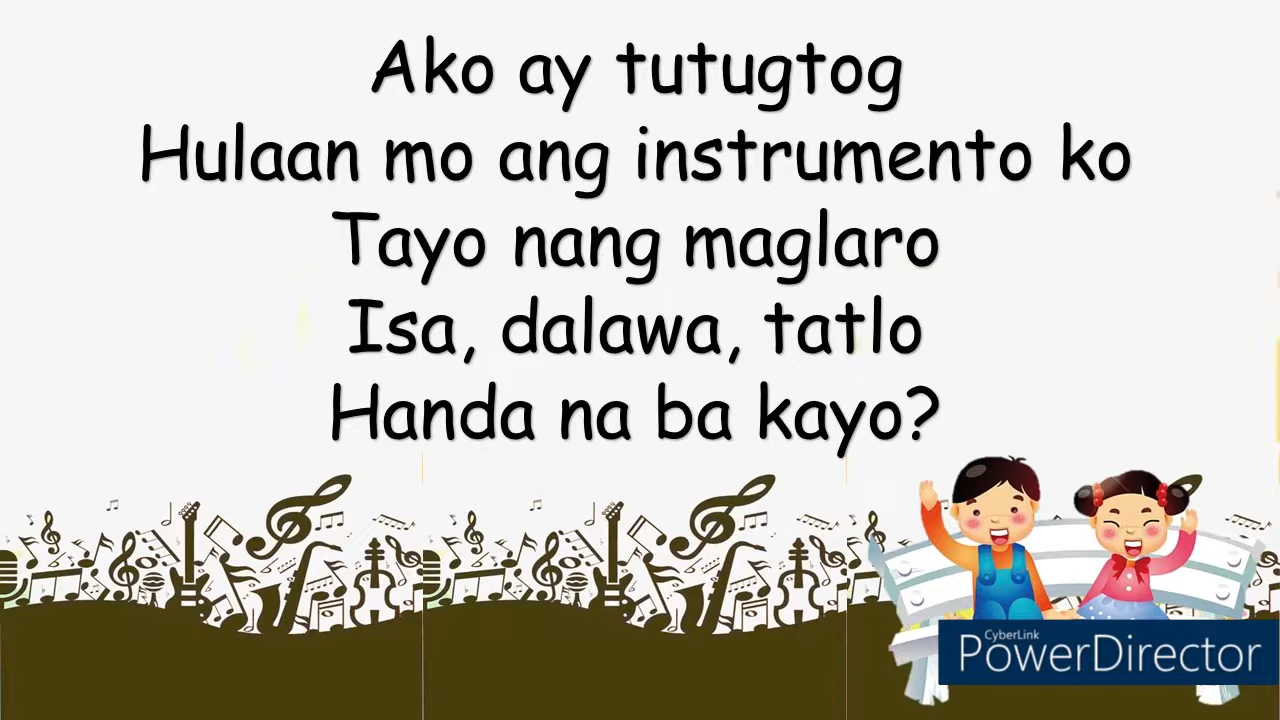 Ako ay tutugtog
Hulaan mo ang instrumento ko
Tayo nang maglaro
Isa, dalawa, tatlo
Handa na ba kayo?
CyberLink
PowerDirector